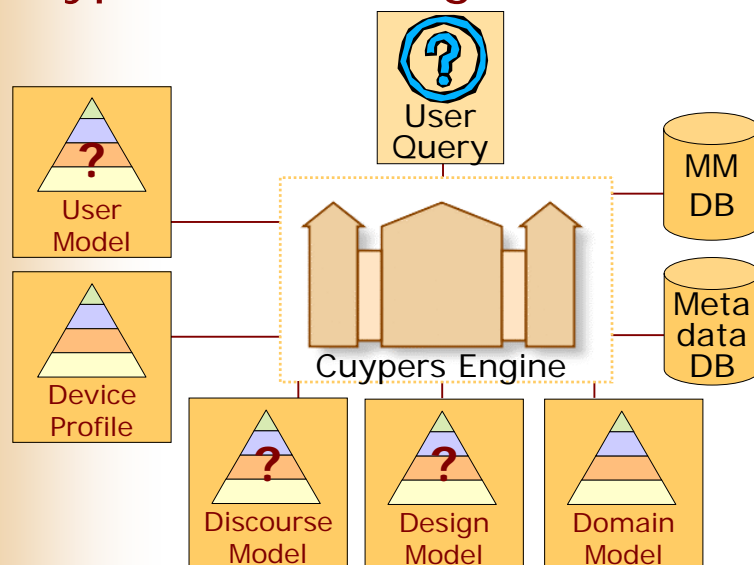 ?
User
Query
?
User
Model
MM
DB
Device
Profile
Meta
data
DB
Cuypers Engine
?
Discourse
Model
?
Design
Model
Domain
Model